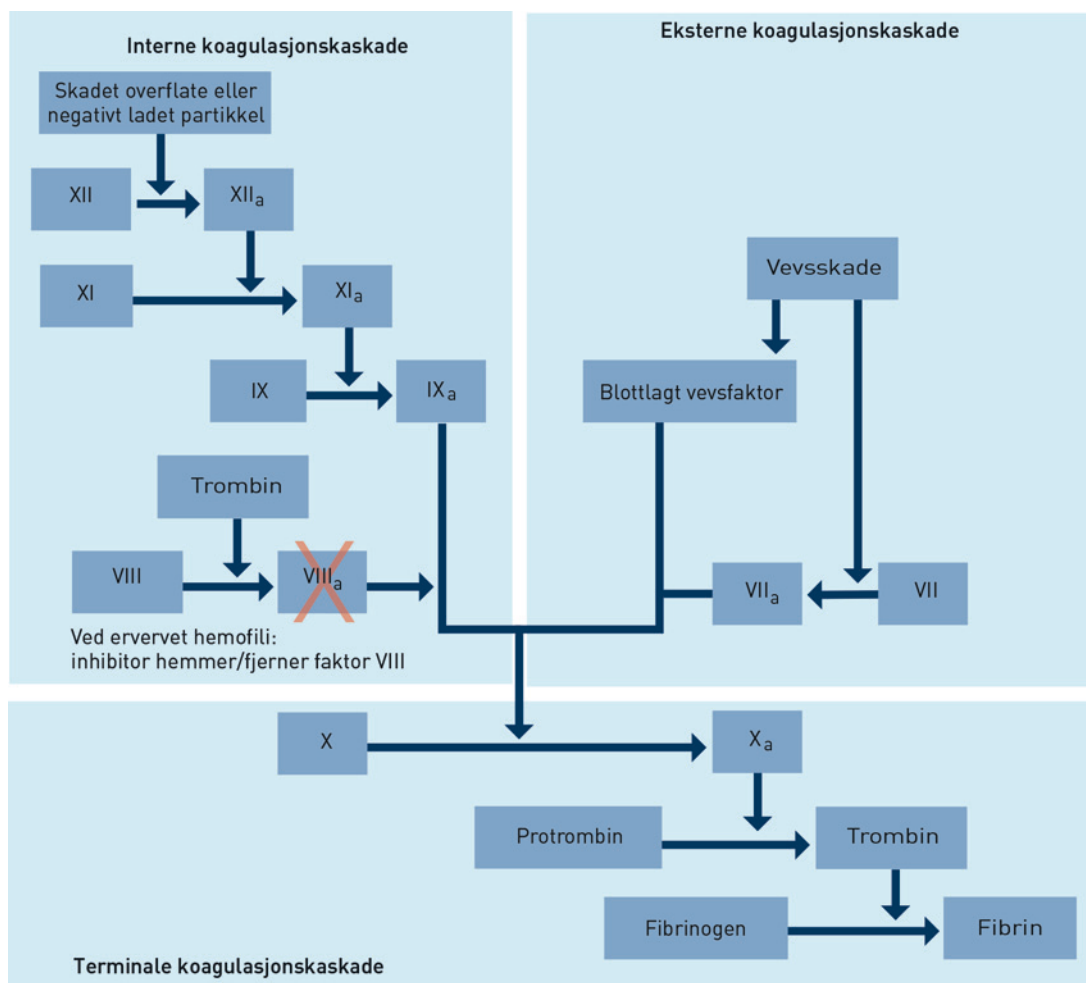 Interne koagulasjonskaskade
Skadet overflate eller
negativt ladet partikkel
XII
XIIa
XI
XIa
IX
IXa
Trombin
VIII
VIIIa
Ved ervervet hemofili:
inhibitor hemmer/fjerner faktor VIII
Eksterne koagulasjonskaskade
Vevsskade
Blottlagt vevsfaktor
VIIa
VII
X
Xa
Protrombin
Trombin
Fibrinogen
Fibrin
Terminale koagulasjonskaskade